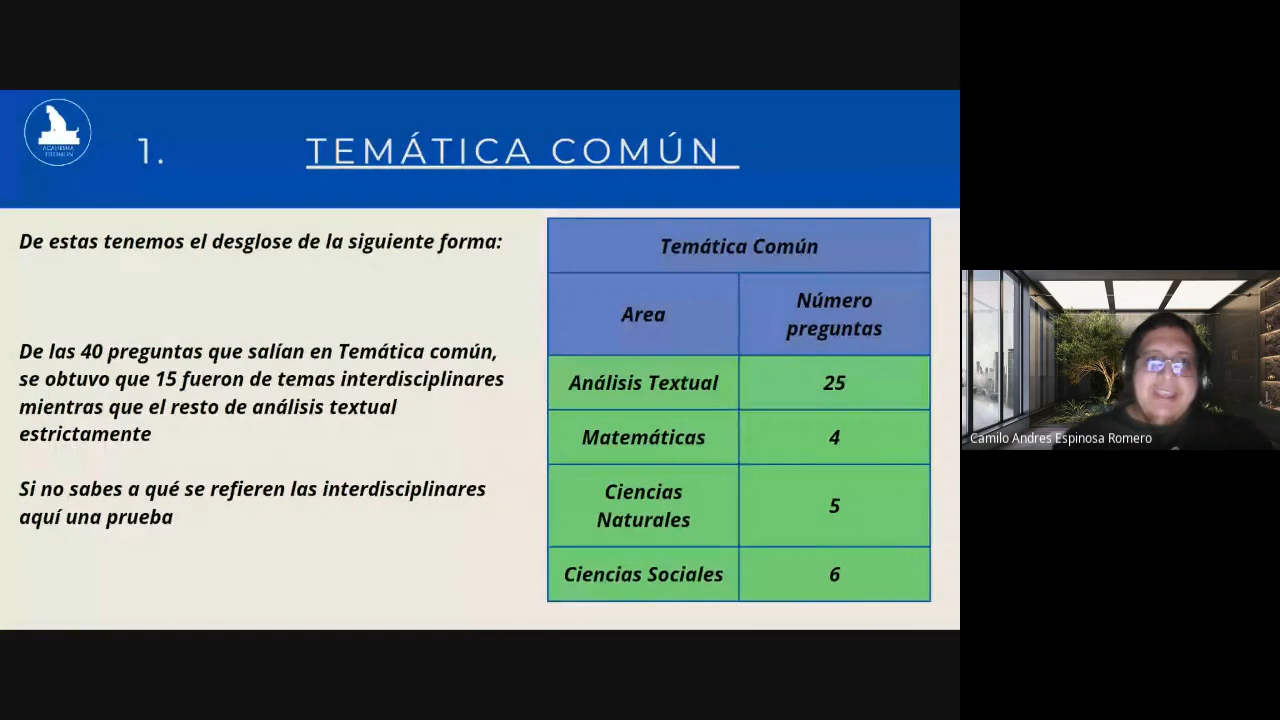 ACADEMIA
1. TEMÁTICA COMÚN
De estas tenemos el desglose de la siguiente forma:
De las 40 preguntas que salían en Temática común,
se obtuvo que 15 fueron de temas interdisciplinares
mientras que el resto de análisis textual
estrictamente
Si no sabes a qué se refieren las interdisciplinares
aquí una prueba
Temática Común
Area
Número
preguntas
Análisis Textual
25
Matemáticas
4
Ciencias
Naturales
5
Ciencias Sociales
6
Camilo Andres Espinosa Romero